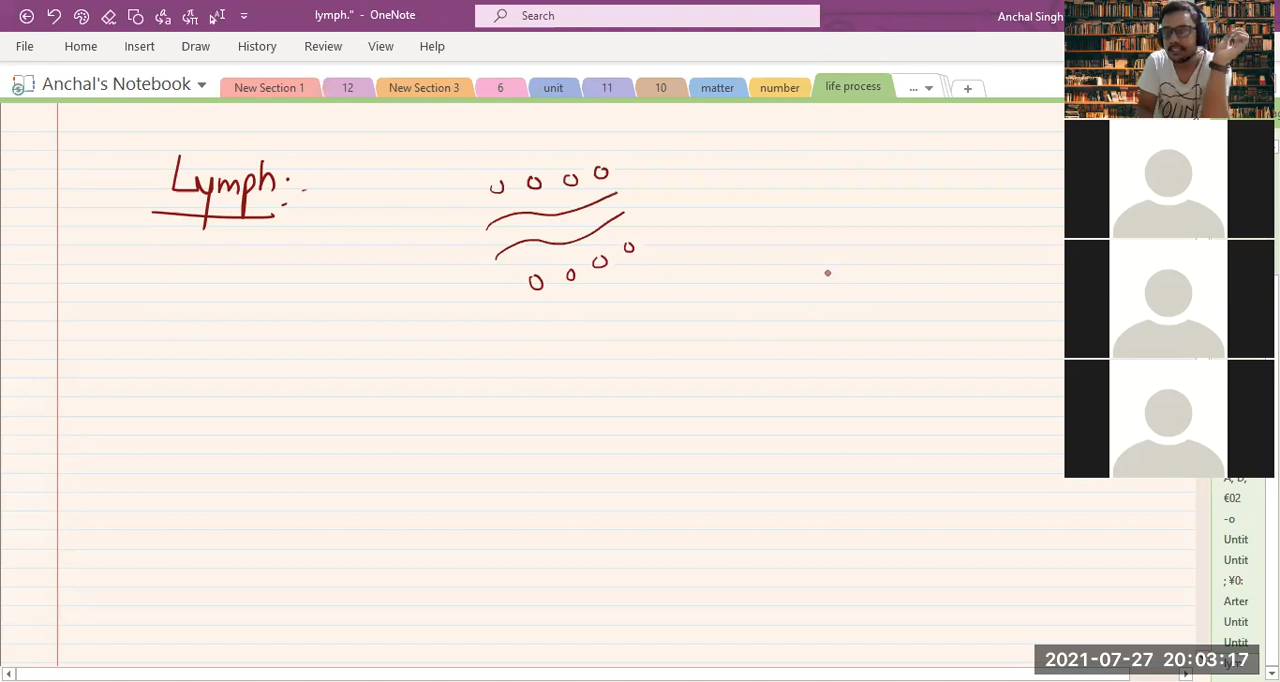 lymph." - OneNote
Search
Anchal Singh
File Home Insert Draw History Review View Help
Anchal's Notebook
New Section 1 12 New Section 3 6 unit 11 10 matter number life process ... +
Lymph:-
€02
-o
Untit
Untit
; ¥0:
Arter
Untit
Untit
2021-07-27 20:03:17